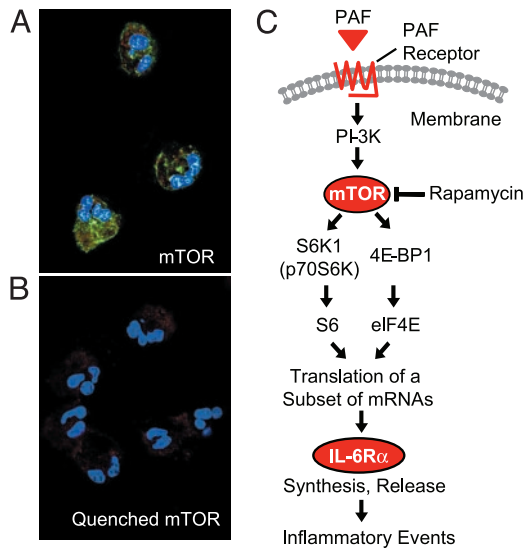 A
mTOR
B
Quenched mTOR
C
PAF
PAF
Receptor
Membrane
PI-3K
mTOR
Rapamycin
S6K1
(p70S6K)
4E-BP1
S6
eIF4E
Translation of a
Subset of mRNAs
IL-6Rα
Synthesis, Release
Inflammatory Events